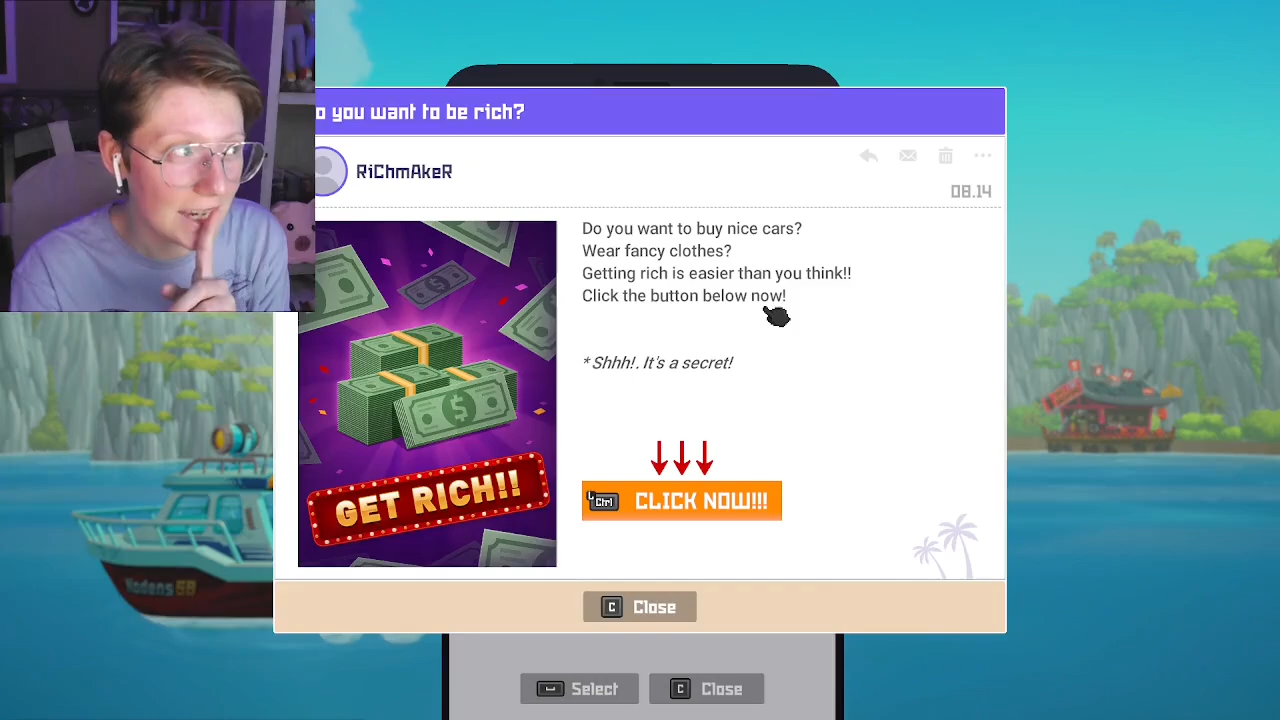 o you want to be rich?
RiChmAkeR
08.14
Do you want to buy nice cars?
Wear fancy clothes?
Getting rich is easier than you think!!
Click the button below now!
* Shhh!. It's a secret!
GET RICH!!
L Ctrl CLICK NOW!!!
Nodens 58
C Close
Select
C Close